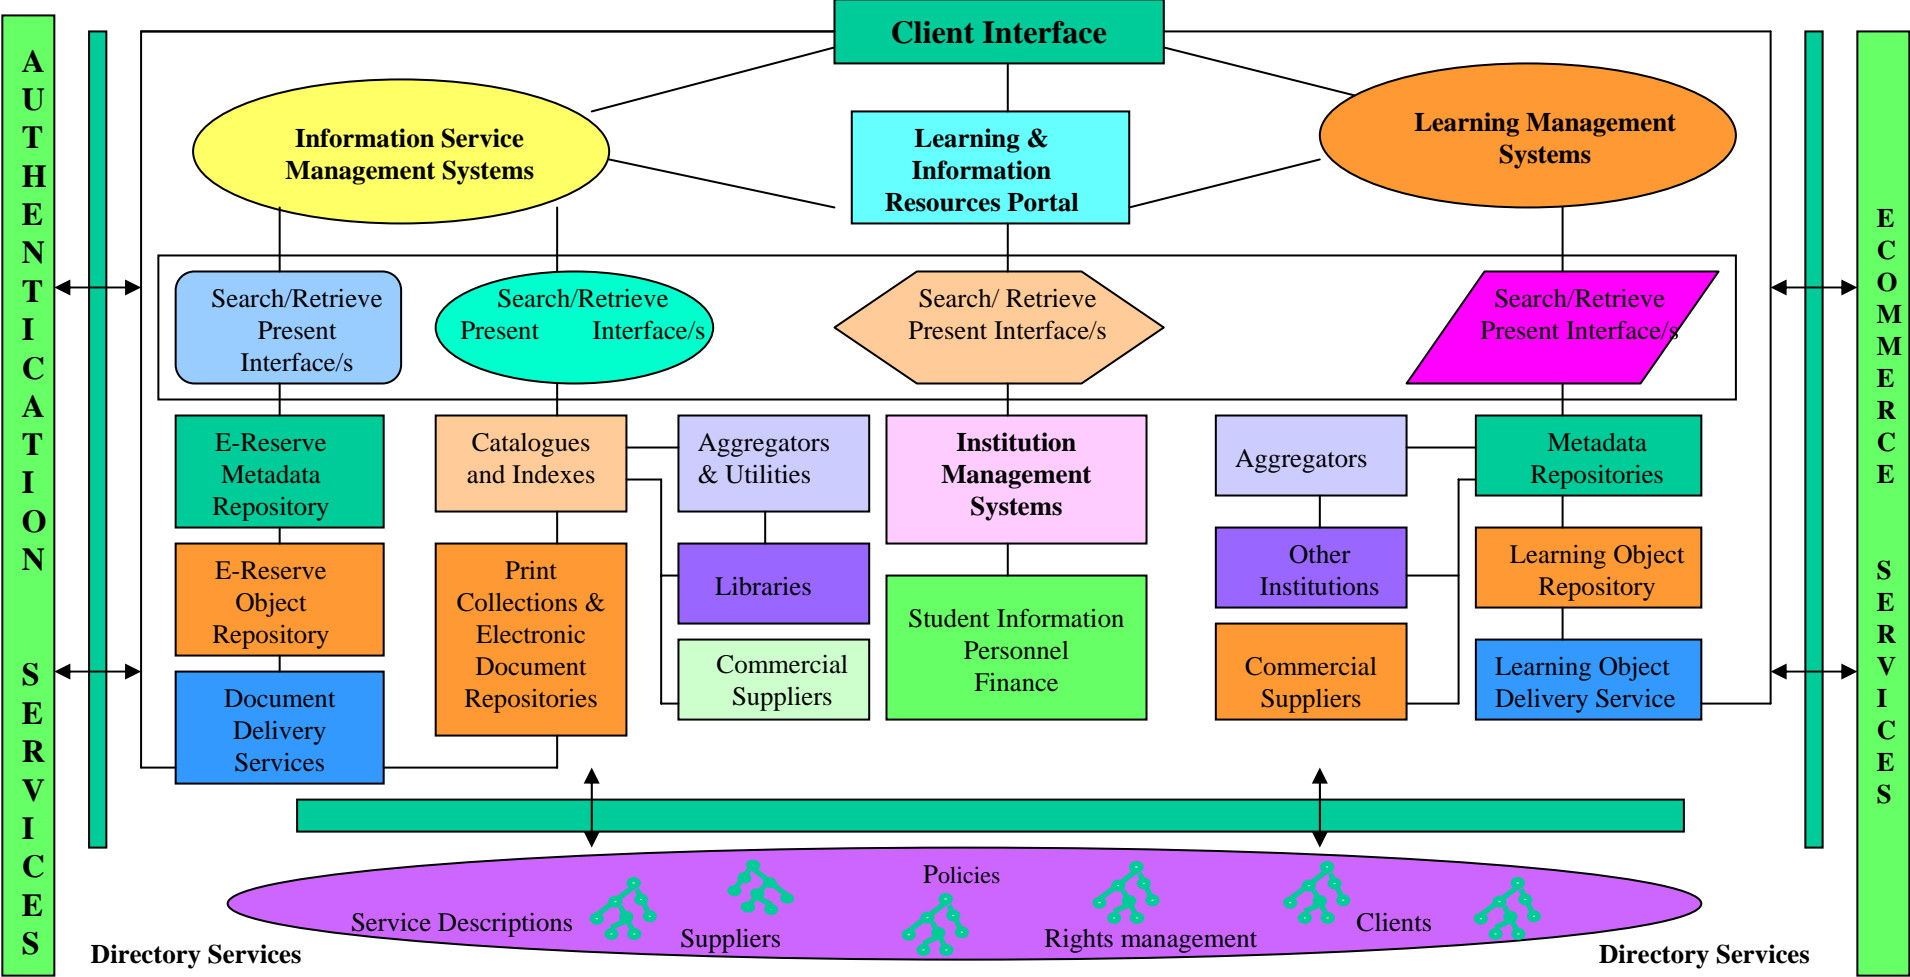 Client Interface
AUTHENTICATION SERVICES
Information Service
Management Systems
Learning &
Information
Resources Portal
Learning Management
Systems
ECOMMERCE SERVICES
Search/Retrieve
Present
Interface/s
Search/Retrieve
Present Interface/s
Search/ Retrieve
Present Interface/s
Search/Retrieve
Present Interface/s
E-Reserve
Metadata
Repository
Catalogues
and Indexes
Aggregators
& Utilities
Institution
Management
Systems
Aggregators
Metadata
Repositories
E-Reserve
Object
Repository
Print
Collections &
Electronic
Document
Repositories
Libraries
Student Information
Personnel
Finance
Other
Institutions
Learning Object
Repository
Document
Delivery
Services
Commercial
Suppliers
Commercial
Suppliers
Learning Object
Delivery Service
Policies
Service Descriptions
Suppliers
Rights management
Clients
Directory Services
Directory Services